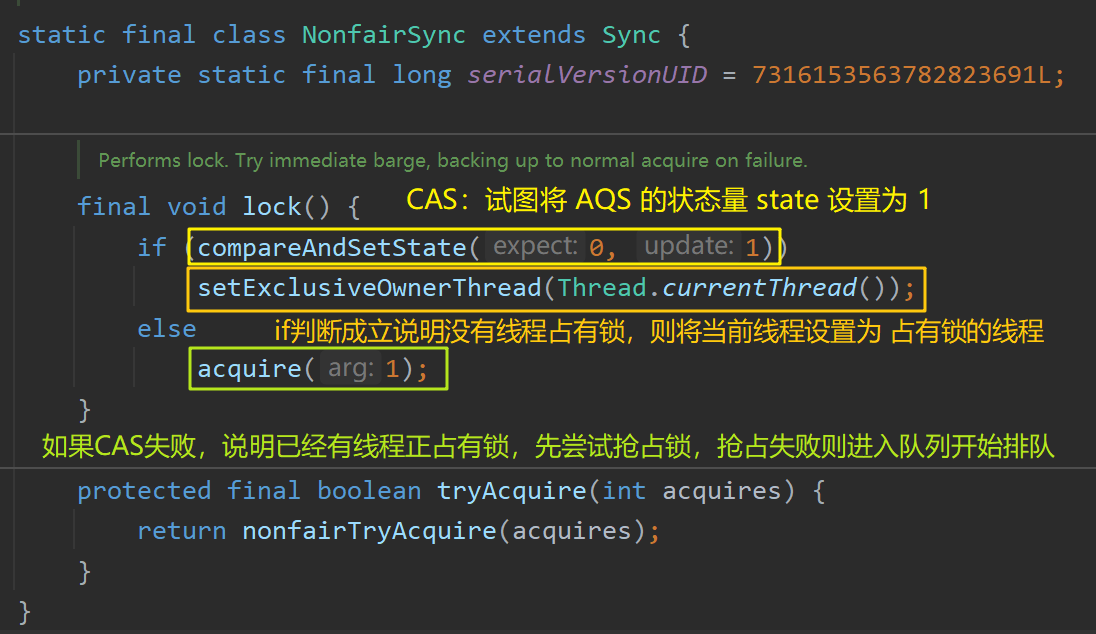 static final class NonfairSync extends Sync {
private static final long serialVersionUID = 7316153563782823691L;
Performs lock. Try immediate barge, backing up to normal acquire on failure.
CAS：试图将 AQS 的状态量 state 设置为 1
final void lock() {
if (compareAndSetState( expect: 0, update: 1))
setExclusiveOwnerThread(Thread.currentThread());
else if判断成立说明没有线程占有锁，则将当前线程设置为 占有锁的线程
acquire( arg: 1);
}
如果CAS失败，说明已经有线程正占有锁，先尝试抢占锁，抢占失败则进入队列开始排队
protected final boolean tryAcquire(int acquires) {
return nonfairTryAcquire(acquires);
}
}